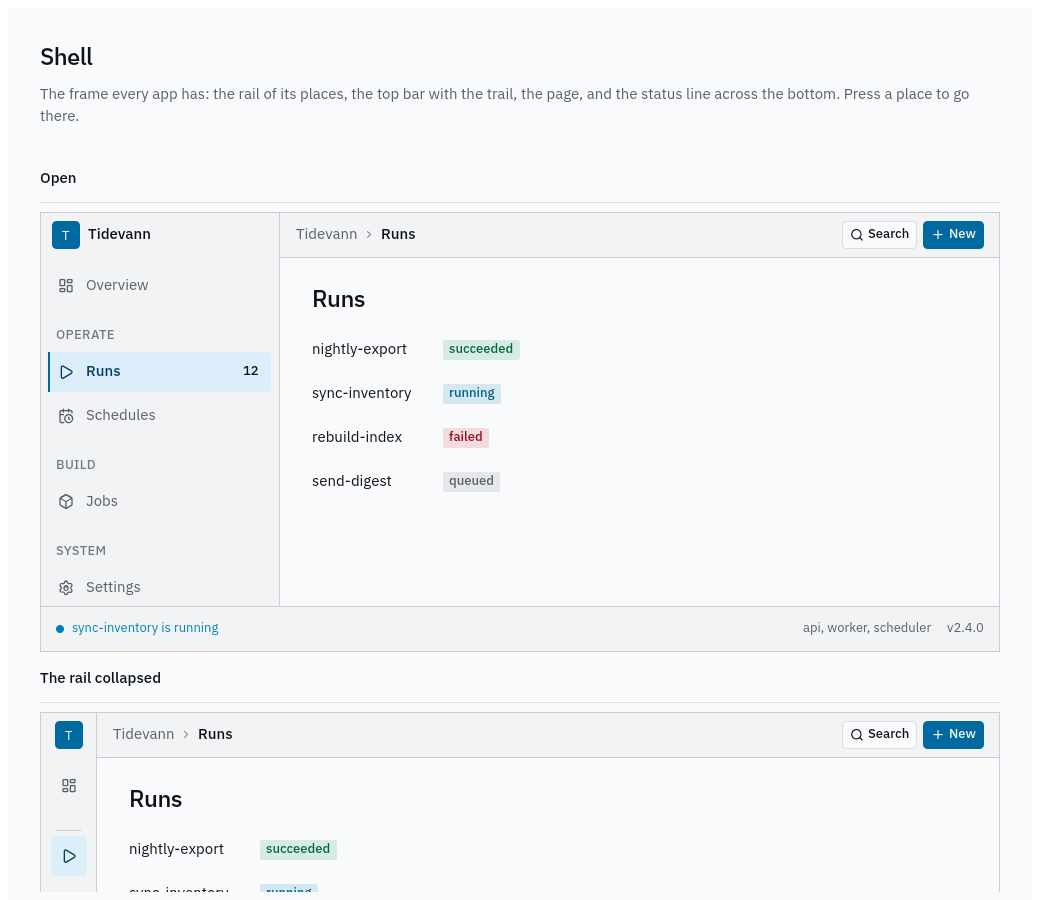 Shell
The frame every app has: the rail of its places, the top bar with the trail, the page, and the status line across the bottom. Press a place to go
there.
Open
T Tidevann
Tidevann > Runs
Search
+ New
Overview
OPERATE
Runs 12
Schedules
BUILD
Jobs
SYSTEM
Settings
Runs
nightly-export succeeded
sync-inventory running
rebuild-index failed
send-digest queued
sync-inventory is running
api, worker, scheduler v2.4.0
The rail collapsed
T
Tidevann > Runs
Search
+ New
Runs
nightly-export succeeded
sync-inventory running